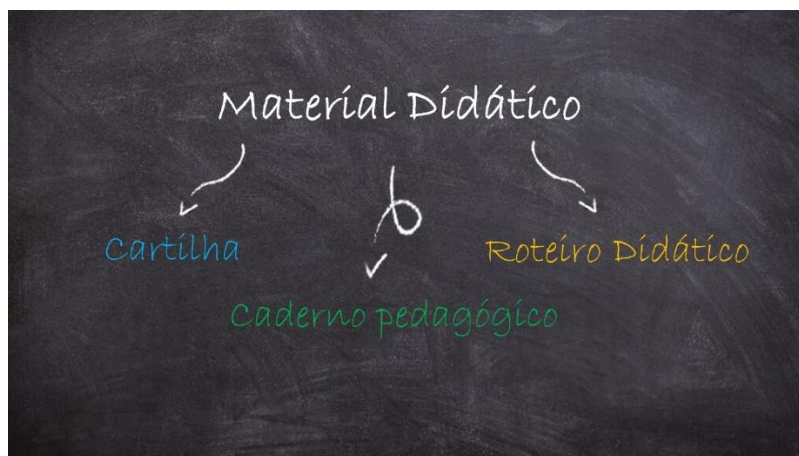 Material Didático
Cartilha
Roteiro Didático
Caderno pedagógico